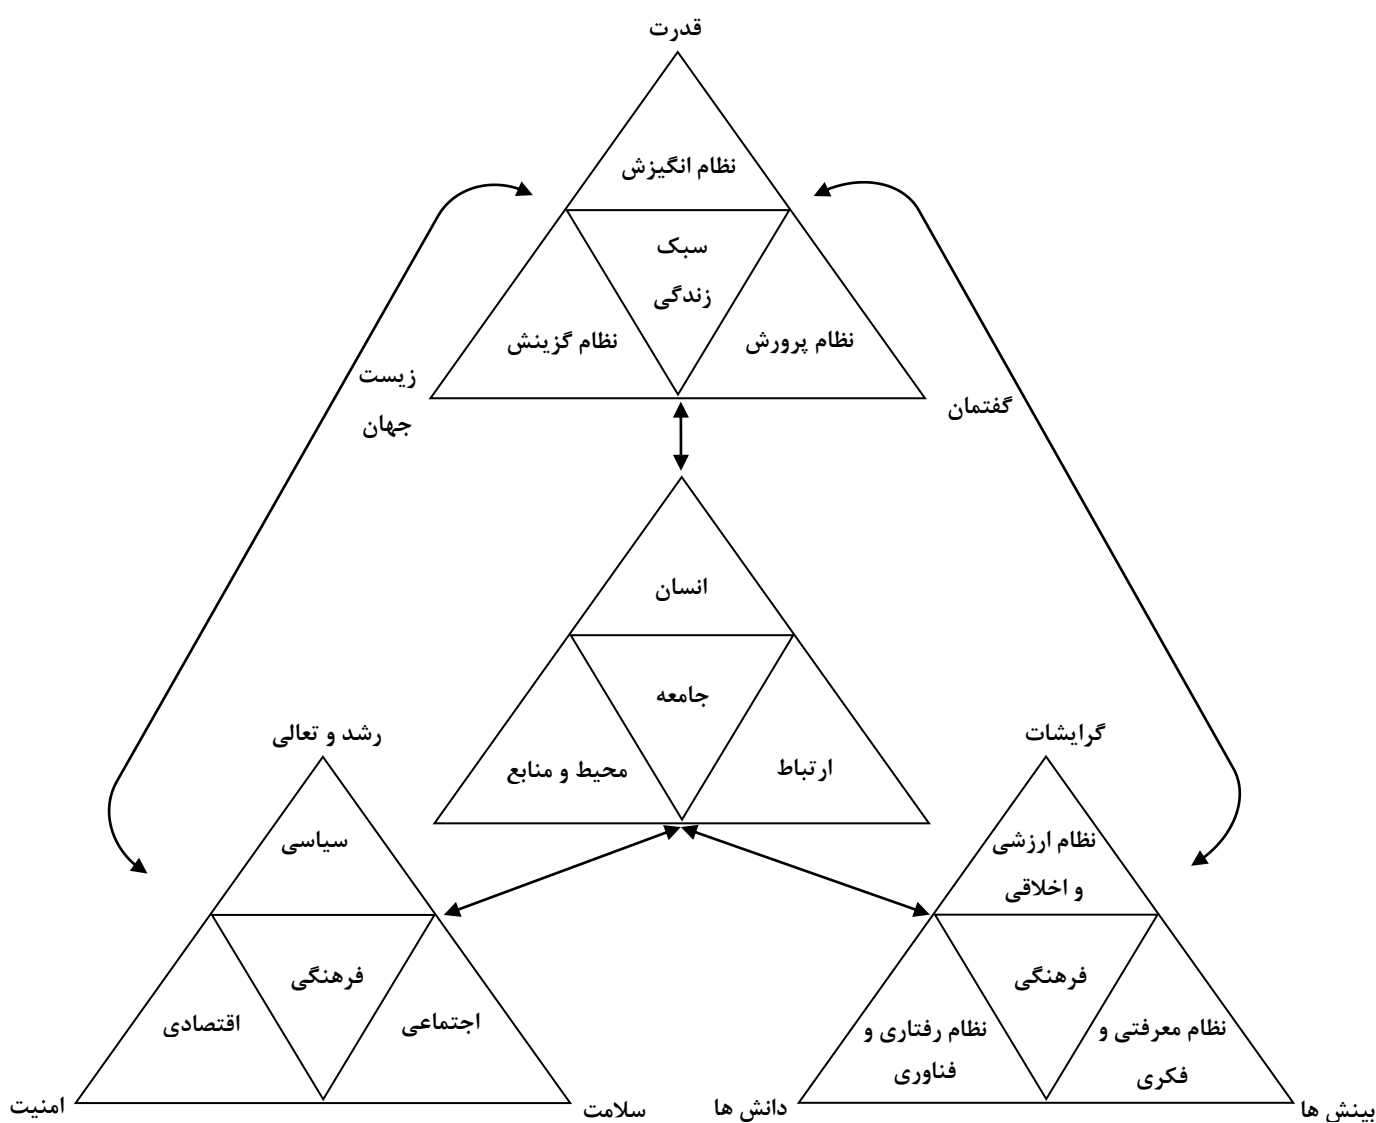 قدرت
نظام انگیزش
سبک
زندگی
نظام پرورش
نظام گزینش
گفتمان
زیست
جهان
انسان
جامعه
ارتباط
محیط و منابع
گرایشات
نظام ارزشی
و اخلاقی
فرهنگی
نظام معرفتی و
فکری
نظام رفتاری و
فناوری
بینش ها
دانش ها
رشد و تعالی
سیاسی
فرهنگی
اجتماعی
اقتصادی
سلامت
امنیت